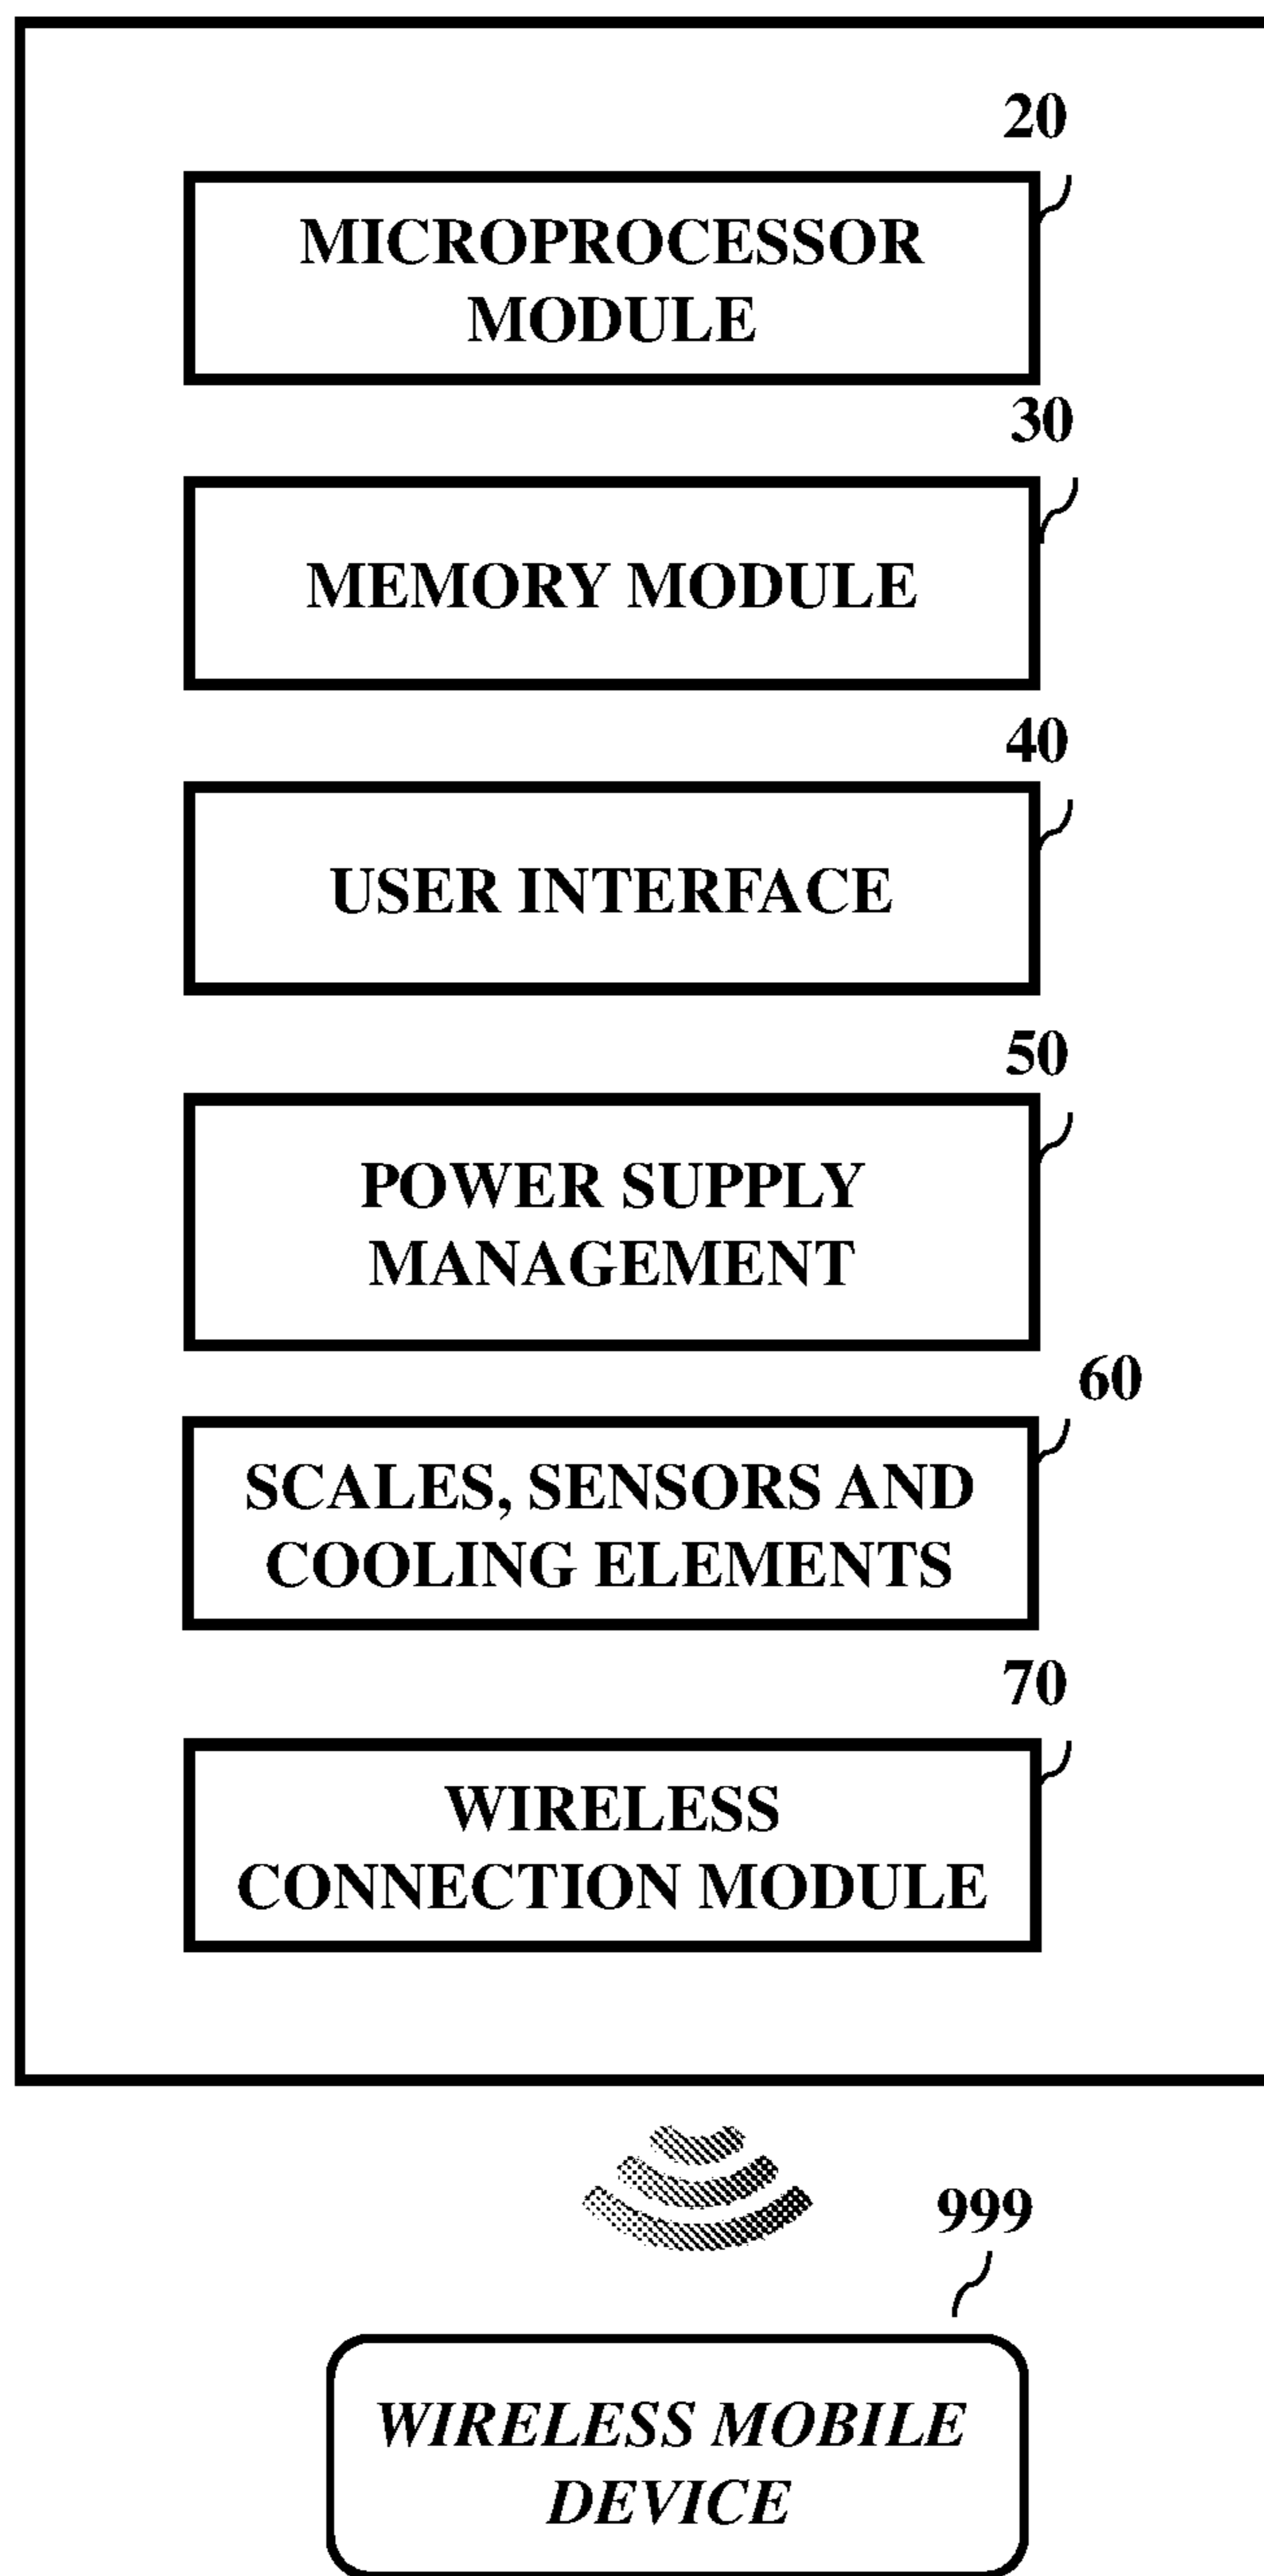 20
MICROPROCESSOR
MODULE
30
MEMORY MODULE
40
USER INTERFACE
50
POWER SUPPLY
MANAGEMENT
60
SCALES, SENSORS AND
COOLING ELEMENTS
70
WIRELESS
CONNECTION MODULE
999
WIRELESS MOBILE
DEVICE